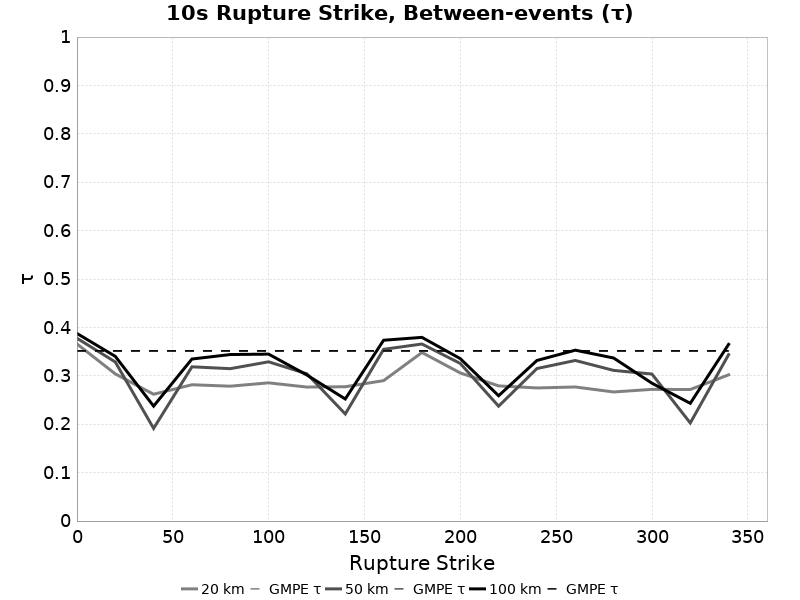 10s Rupture Strike, Between-events (τ)
1
0.9
0.8
0.7
0.6
0.5
0.4
0.3
0.2
0.1
0
τ
0 50 100 150 200 250 300 350
Rupture Strike
20 km GMPE τ 50 km GMPE τ 100 km GMPE τ